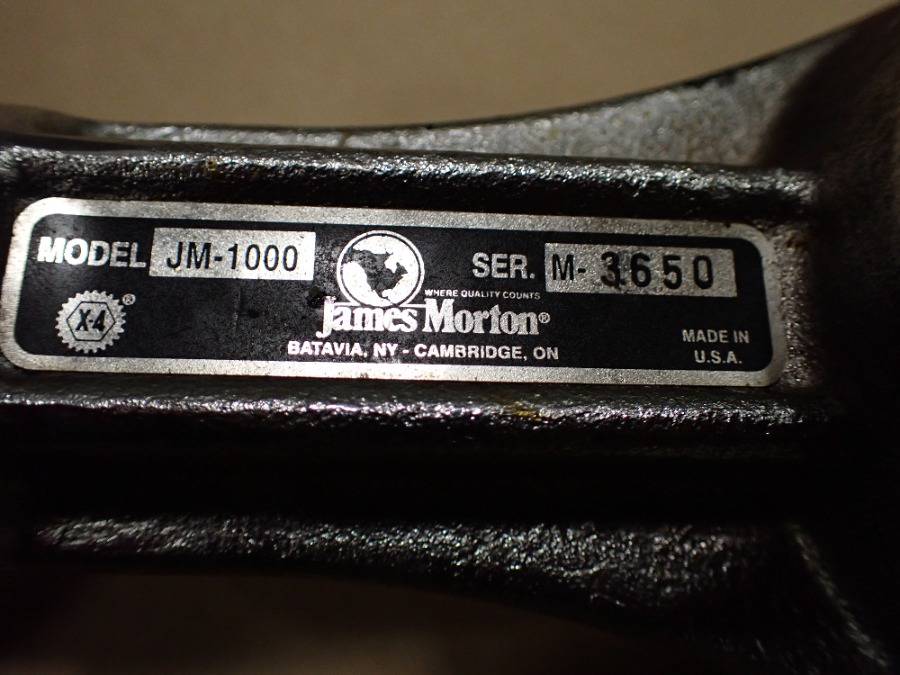 MODEL JM-1000
SER. M- 3650
X-4®
WHERE QUALITY COUNTS
James Morton®
BATAVIA, NY - CAMBRIDGE, ON
MADE IN
U.S.A.